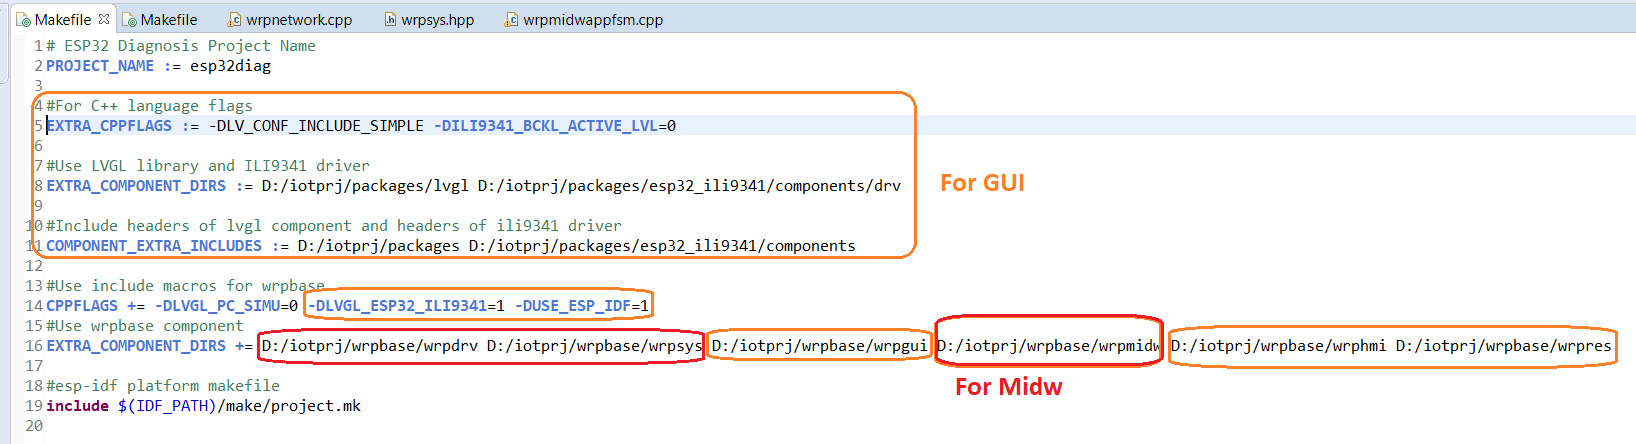 Makefile Makefile wrpnetwork.cpp wrpsys.hpp wrpmidwappfsm.cpp
1 # ESP32 Diagnosis Project Name
2 PROJECT_NAME := esp32diag
3
4 #For C++ language flags
5 EXTRA_CPPFLAGS := -DLV_CONF_INCLUDE_SIMPLE -DILI9341_BCKL_ACTIVE_LVL=0
6
7 #Use LVGL library and ILI9341 driver
8 EXTRA_COMPONENT_DIRS := D:/iotprj/packages/lvgl D:/iotprj/packages/esp32_ili9341/components/drv
For GUI
9
10 #Include headers of lvgl component and headers of ili9341 driver
11 COMPONENT_EXTRA_INCLUDES := D:/iotprj/packages D:/iotprj/packages/esp32_ili9341/components
12
13 #Use include macros for wrpbase
14 CPPFLAGS += -DLVGL_PC_SIMU=0 -DLVGL_ESP32_ILI9341=1 -DUSE_ESP_IDF=1
15 #Use wrpbase component
16 EXTRA_COMPONENT_DIRS += D:/iotprj/wrpbase/wrpdrv D:/iotprj/wrpbase/wrpsys D:/iotprj/wrpbase/wrpgui D:/iotprj/wrpbase/wrpmidw D:/iotprj/wrpbase/wrphmi D:/iotprj/wrpbase/wrpres
17
For Midw
18 #esp-idf platform makefile
19 include $(IDF_PATH)/make/project.mk
20